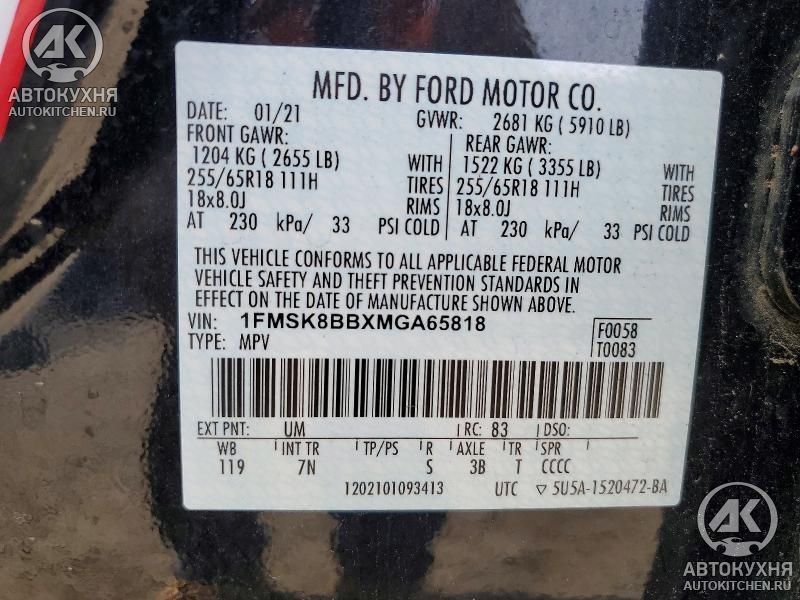 AK
АВТОКУХНЯ
AUTOKITCHEN.RU
MFD. BY FORD MOTOR CO.
DATE: 01/21 GVWR: 2681 KG ( 5910 LB)
FRONT GAWR: REAR GAWR:
1204 KG ( 2655 LB) WITH 1522 KG ( 3355 LB) WITH
255/65R18 111H TIRES 255/65R18 111H TIRES
18x8.0J RIMS 18x8.0J RIMS
AT 230 kPa/ 33 PSI COLD AT 230 kPa/ 33 PSI COLD
THIS VEHICLE CONFORMS TO ALL APPLICABLE FEDERAL MOTOR
VEHICLE SAFETY AND THEFT PREVENTION STANDARDS IN
EFFECT ON THE DATE OF MANUFACTURE SHOWN ABOVE.
VIN: 1FMSK8BBXMGA65818 F0058
TYPE: MPV T0083
EXT PNT: UM RC: 83 DSO:
WB INT TR TP/PS R AXLE TR SPR
119 7N S 3B T CCCC
1202101093413 UTC ▽ 5U5A-1520472-BA
AK
АВТОКУХНЯ
AUTOKITCHEN.RU